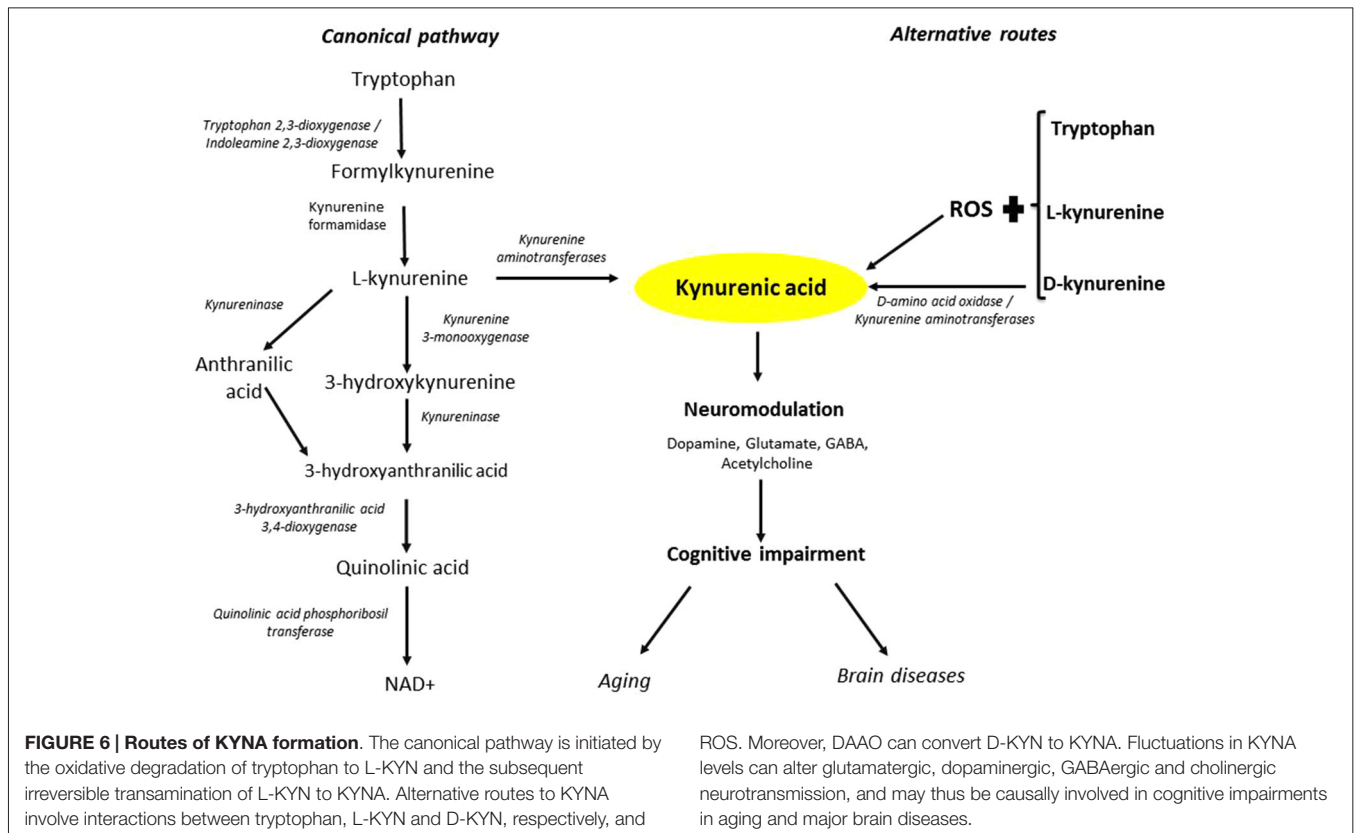 Canonical pathway
Tryptophan
Tryptophan 2,3-dioxygenase /
Indoleamine 2,3-dioxygenase
Formylkynurenine
Kynurenine
formamidase
L-kynurenine
Kynurenine
aminotransferases
Kynureninase
Kynurenine
3-monooxygenase
Anthranilic
acid
3-hydroxykynurenine
Kynureninase
3-hydroxyanthranilic acid
3-hydroxyanthranilic acid
3,4-dioxygenase
Quinolinic acid
Quinolinic acid phosphoribosil
transferase
NAD+
Alternative routes
Tryptophan
ROS + L-kynurenine
D-kynurenine
D-amino acid oxidase /
Kynurenine aminotransferases
Kynurenic acid
Neuromodulation
Dopamine, Glutamate, GABA,
Acetylcholine
Cognitive impairment
Aging
Brain diseases
FIGURE 6 | Routes of KYNA formation. The canonical pathway is initiated by
the oxidative degradation of tryptophan to L-KYN and the subsequent
irreversible transamination of L-KYN to KYNA. Alternative routes to KYNA
involve interactions between tryptophan, L-KYN and D-KYN, respectively, and
ROS. Moreover, DAAO can convert D-KYN to KYNA. Fluctuations in KYNA
levels can alter glutamatergic, dopaminergic, GABAergic and cholinergic
neurotransmission, and may thus be causally involved in cognitive impairments
in aging and major brain diseases.